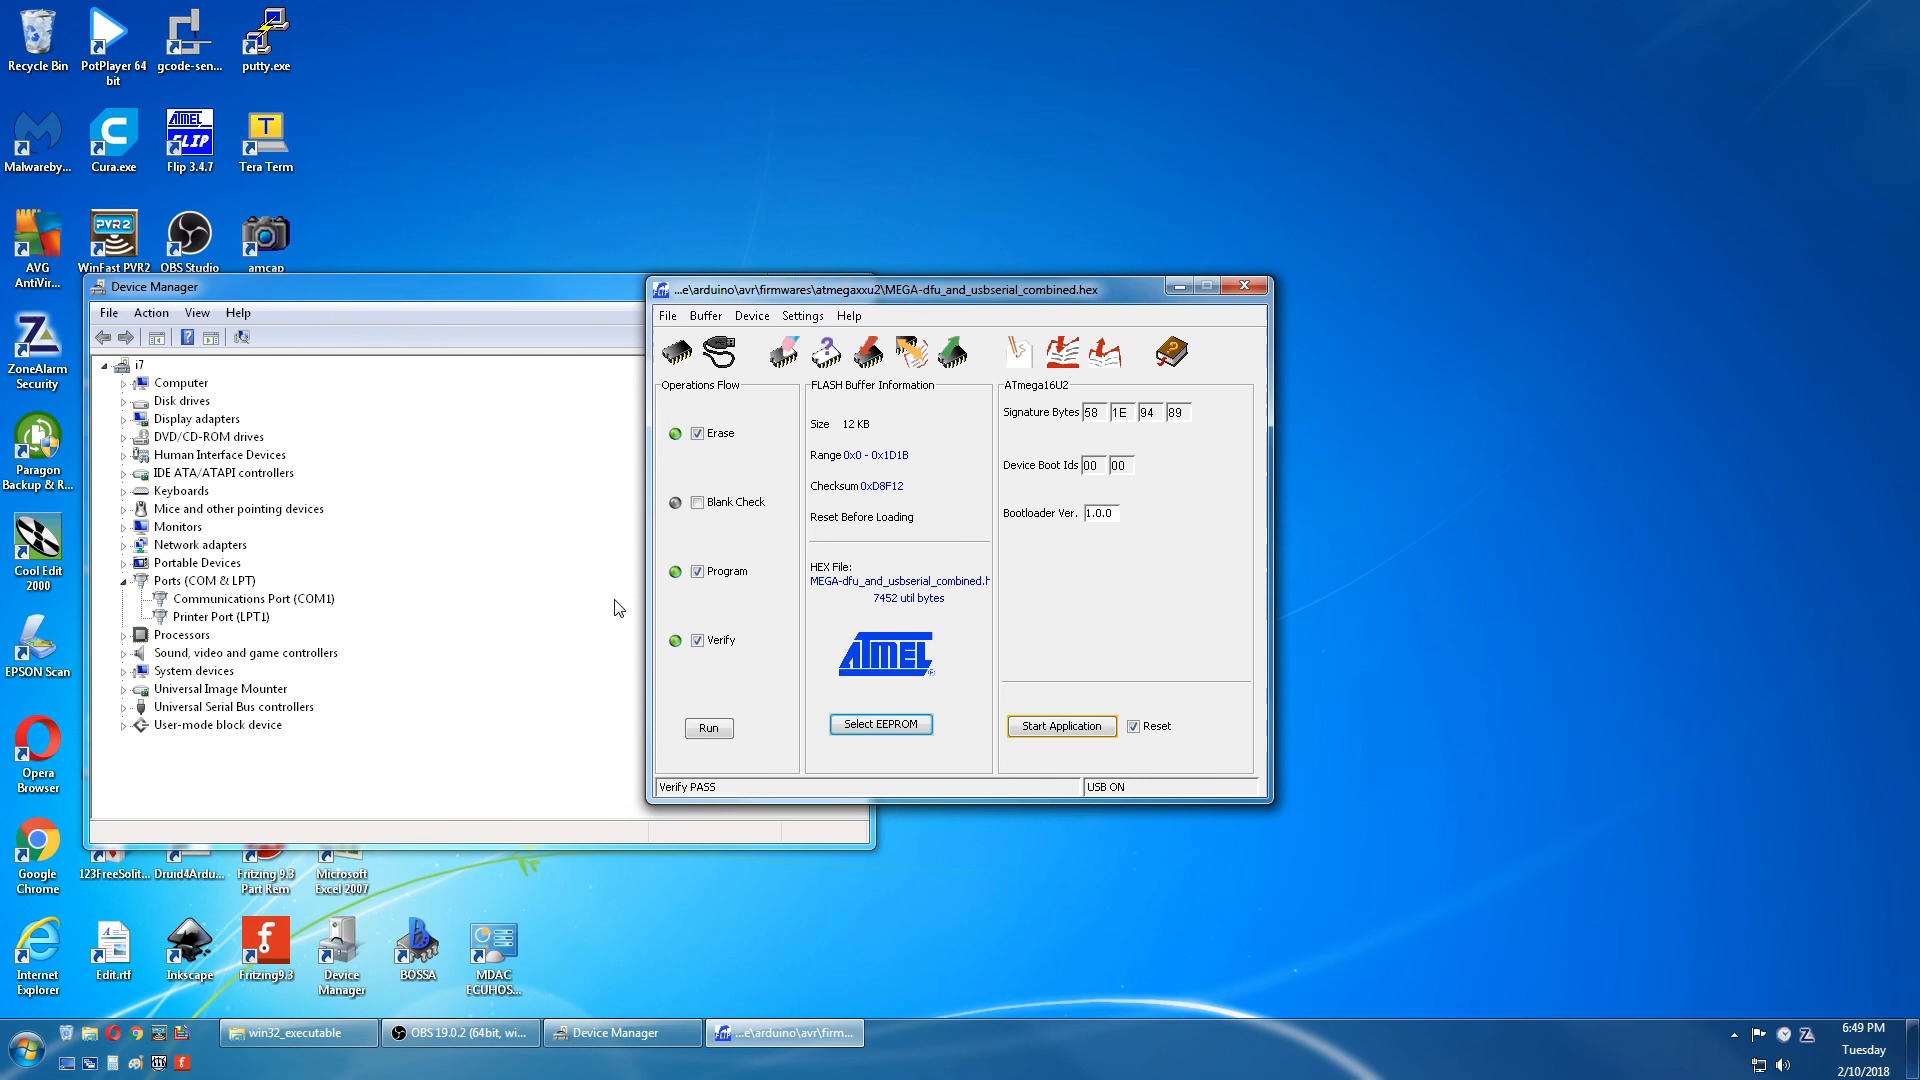 Recycle Bin
PotPlayer 64
bit
gcode-sen...
putty.exe
Malwareby...
Cura.exe
ATMEL
FLIP
Flip 3.4.7
T
Tera Term
AVG
AntiVir...
PVR2
WinFast PVR2
OBS Studio
amcap
ZoneAlarm
Security
Paragon
Backup & R...
Cool Edit
2000
EPSON Scan
Opera
Browser
Google
Chrome
123FreeSolit...
Druid4Ardu...
Fritzing 9.3
Part Rem
Microsoft
Excel 2007
Internet
Explorer
Edit.rtf
Inkscape
Fritzing9.3
Device
Manager
BOSSA
MDAC
ECUHOS...
Device Manager
File Action View Help
i7
Computer
Disk drives
Display adapters
DVD/CD-ROM drives
Human Interface Devices
IDE ATA/ATAPI controllers
Keyboards
Mice and other pointing devices
Monitors
Network adapters
Portable Devices
Ports (COM & LPT)
Communications Port (COM1)
Printer Port (LPT1)
Processors
Sound, video and game controllers
System devices
Universal Image Mounter
Universal Serial Bus controllers
User-mode block device
...e\arduino\avr\firmwares\atmegaxxu2\MEGA-dfu_and_usbserial_combined.hex
File Buffer Device Settings Help
Operations Flow
Erase
Blank Check
Program
Verify
Run
FLASH Buffer Information
Size 12 KB
Range 0x0 - 0x1D1B
Checksum 0xD8F12
Reset Before Loading
HEX File:
MEGA-dfu_and_usbserial_combined.h
7452 util bytes
ATMEL
Select EEPROM
ATmega16U2
Signature Bytes 58 1E 94 89
Device Boot Ids 00 00
Bootloader Ver. 1.0.0
Start Application
Reset
Verify PASS
USB ON
win32_executable
OBS 19.0.2 (64bit, wi...
Device Manager
...e\arduino\avr\firm...
6:49 PM
Tuesday
2/10/2018